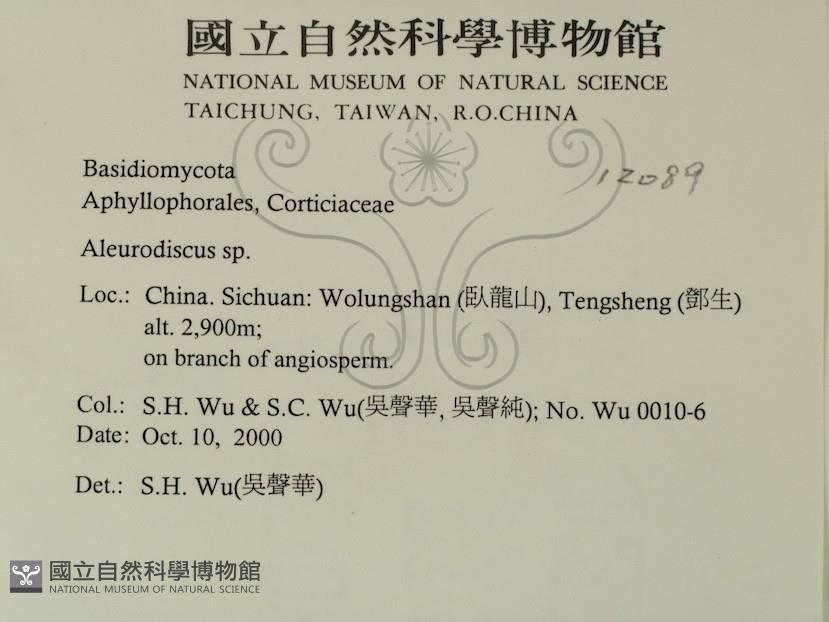 國立自然科學博物館
NATIONAL MUSEUM OF NATURAL SCIENCE
TAICHUNG, TAIWAN, R.O.CHINA
12089
Basidiomycota
Aphyllophorales, Corticiaceae
Aleurodiscus sp.
Loc.: China. Sichuan: Wolungshan (臥龍山), Tengsheng (鄧生)
alt. 2,900m;
on branch of angiosperm.
Col.: S.H. Wu & S.C. Wu(吳聲華, 吳聲純); No. Wu 0010-6
Date: Oct. 10, 2000
Det.: S.H. Wu(吳聲華)
國立自然科學博物館
NATIONAL MUSEUM OF NATURAL SCIENCE